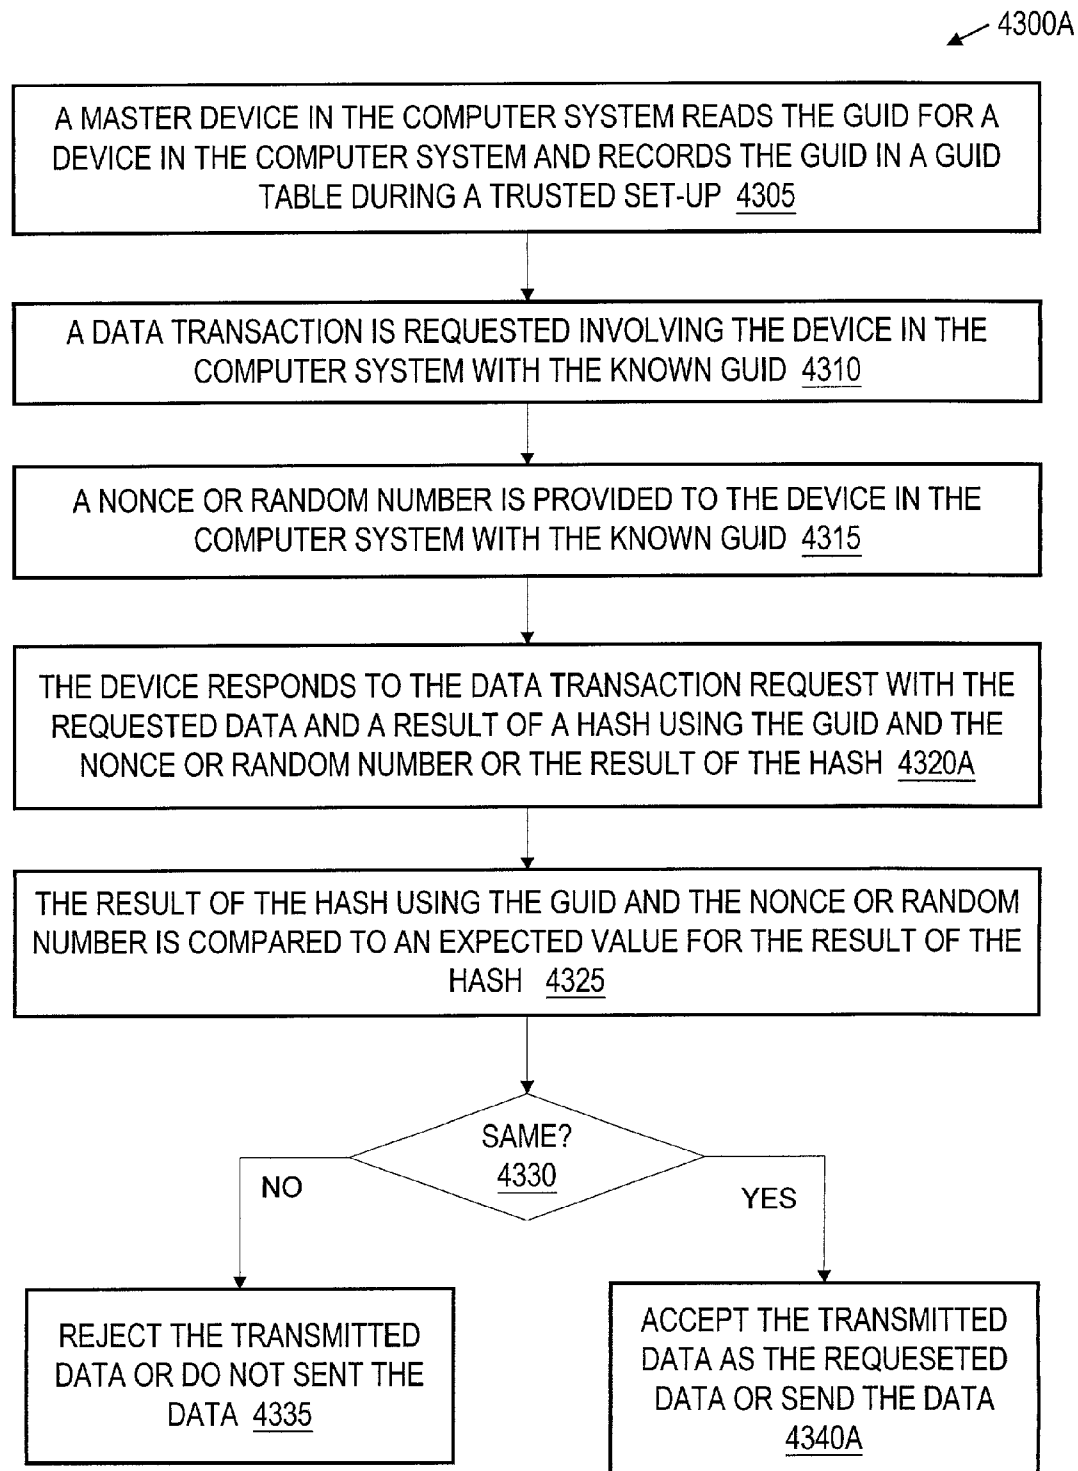 4300A
A MASTER DEVICE IN THE COMPUTER SYSTEM READS THE GUID FOR A
DEVICE IN THE COMPUTER SYSTEM AND RECORDS THE GUID IN A GUID
TABLE DURING A TRUSTED SET-UP 4305
A DATA TRANSACTION IS REQUESTED INVOLVING THE DEVICE IN THE
COMPUTER SYSTEM WITH THE KNOWN GUID 4310
A NONCE OR RANDOM NUMBER IS PROVIDED TO THE DEVICE IN THE
COMPUTER SYSTEM WITH THE KNOWN GUID 4315
THE DEVICE RESPONDS TO THE DATA TRANSACTION REQUEST WITH THE
REQUESTED DATA AND A RESULT OF A HASH USING THE GUID AND THE
NONCE OR RANDOM NUMBER OR THE RESULT OF THE HASH 4320A
THE RESULT OF THE HASH USING THE GUID AND THE NONCE OR RANDOM
NUMBER IS COMPARED TO AN EXPECTED VALUE FOR THE RESULT OF THE
HASH 4325
SAME?
4330
NO
YES
REJECT THE TRANSMITTED
DATA OR DO NOT SENT THE
DATA 4335
ACCEPT THE TRANSMITTED
DATA AS THE REQUESETED
DATA OR SEND THE DATA
4340A